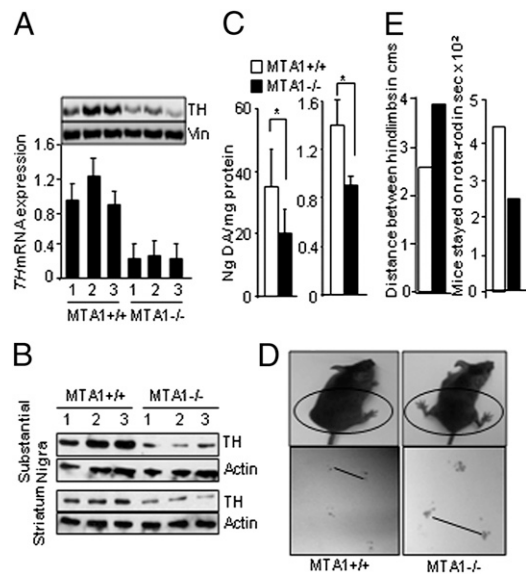 A
TH
Vin
TH mRNA expression
1.6
1.2
0.8
0.4
0
1 2 3 1 2 3
MTA1+/+ MTA1-/-
B
MTA1+/+ MTA1-/-
1 2 3 1 2 3
Substantial Nigra
TH
Actin
Striatum
TH
Actin
C
MTA1+/+
MTA1-/-
Ng DA/mg protein
60
40
20
0
*
1.6
1.2
0.8
0.4
0
*
E
Distance between hindlimbs in cms
4
3
2
1
0
Mice stayed on rota-rod in sec × 10²
5
4
3
2
1
0
D
MTA1+/+ MTA1-/-